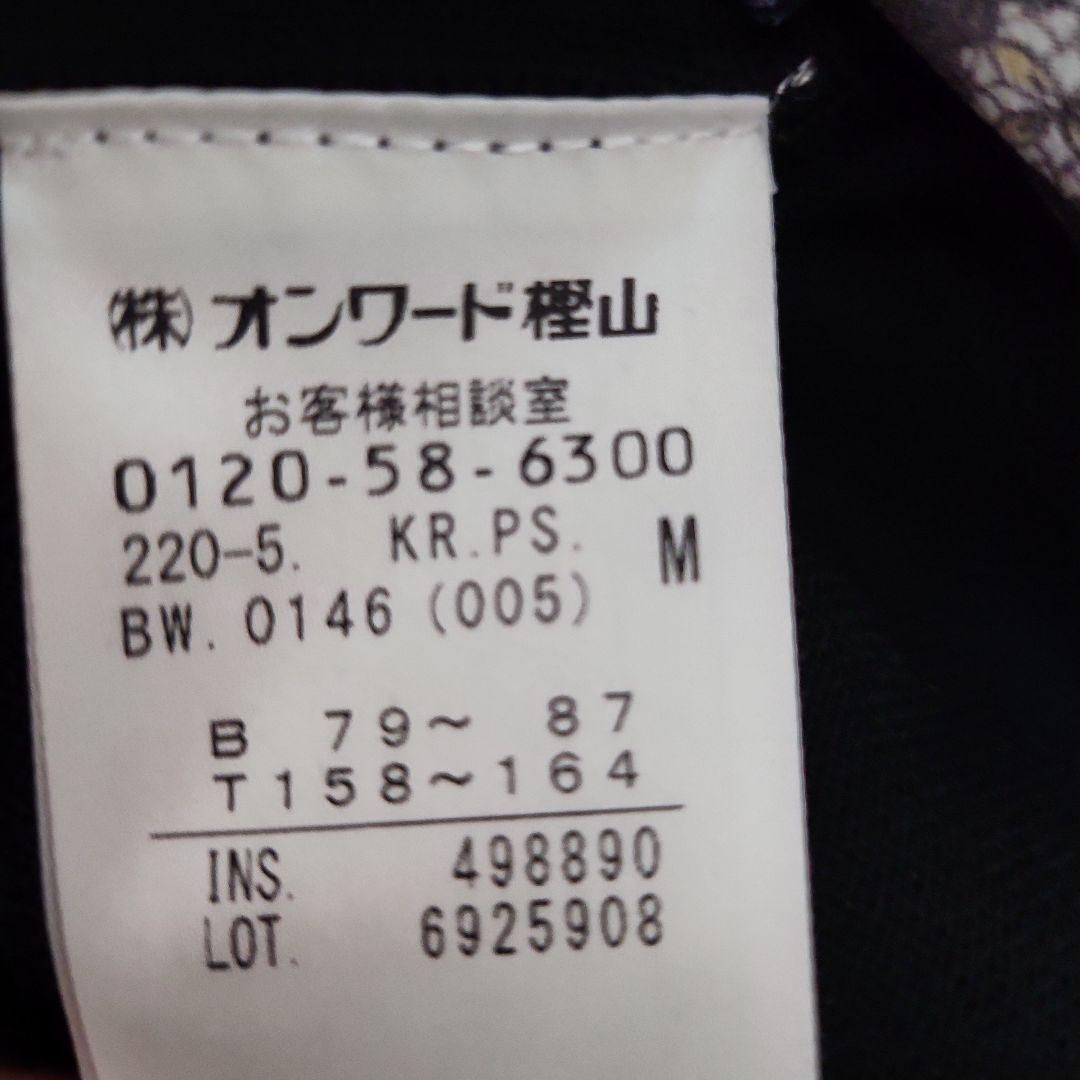 ㈱オンワード樫山
お客様相談室
0120-58-6300
220-5. KR.PS. M
BW. 0146 (005)
B 79～ 87
T158～164
INS. 498890
LOT. 6925908